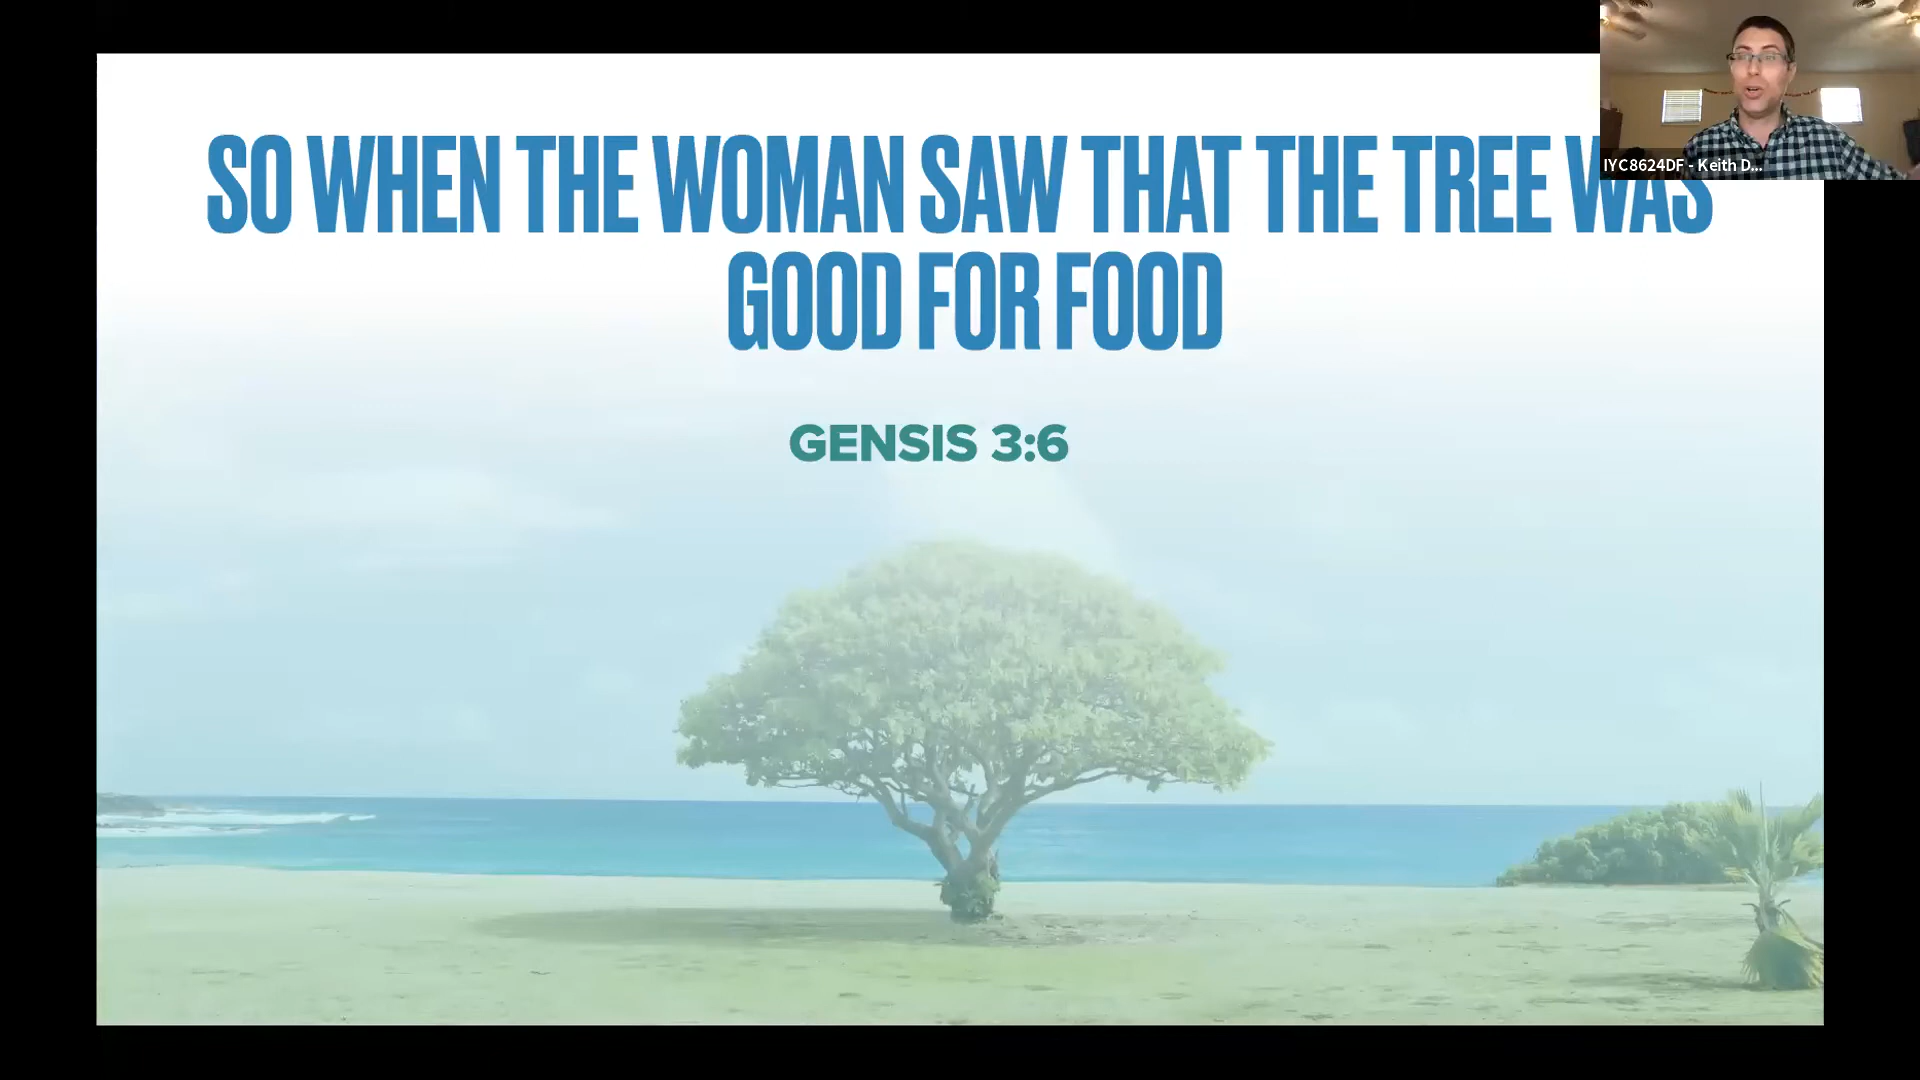 SO WHEN THE WOMAN SAW THAT THE TREE WAS
GOOD FOR FOOD
GENSIS 3:6
IYC8624DF - Keith D...